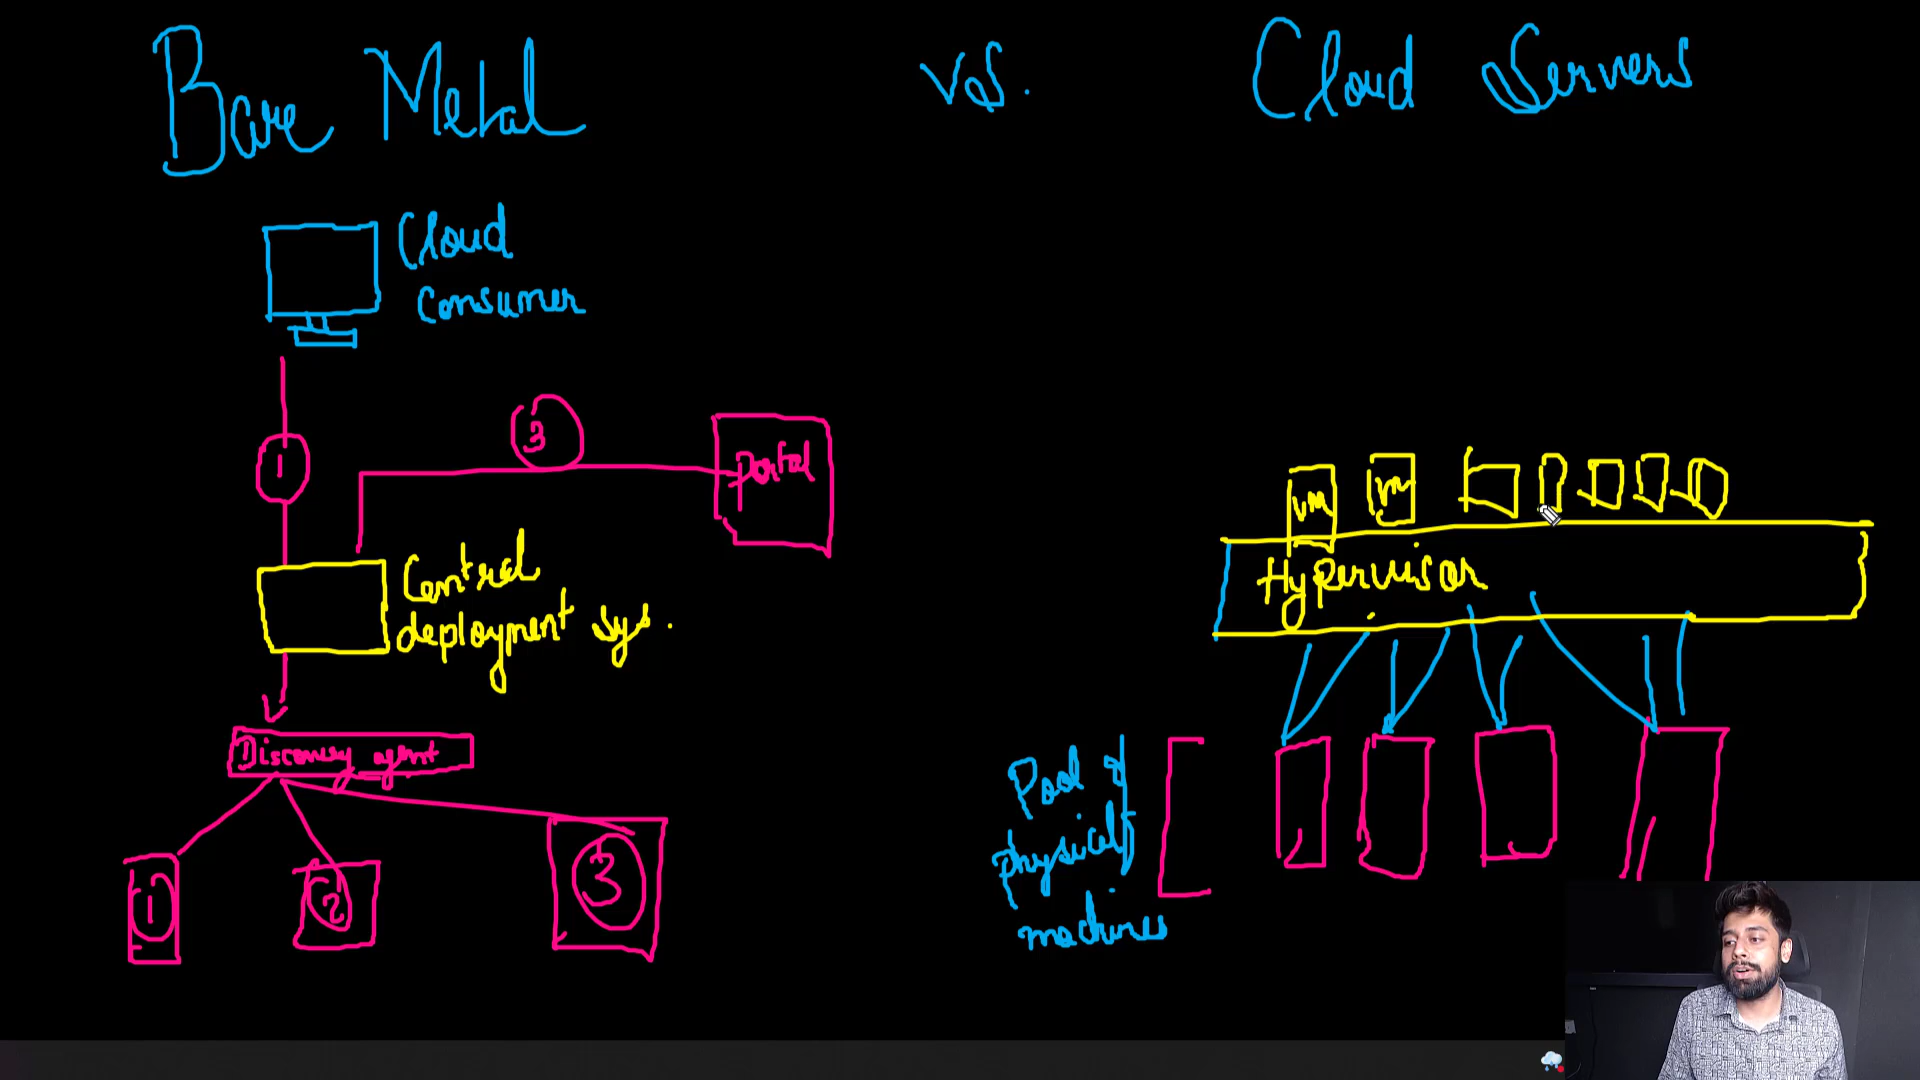 Bare Metal vs. Cloud Servers
Cloud
consumer
1
3
portal
Central
deployment sys.
Discovery agent
1
2
3
vm
vm
Hypervisor
Pool of
physical
machines